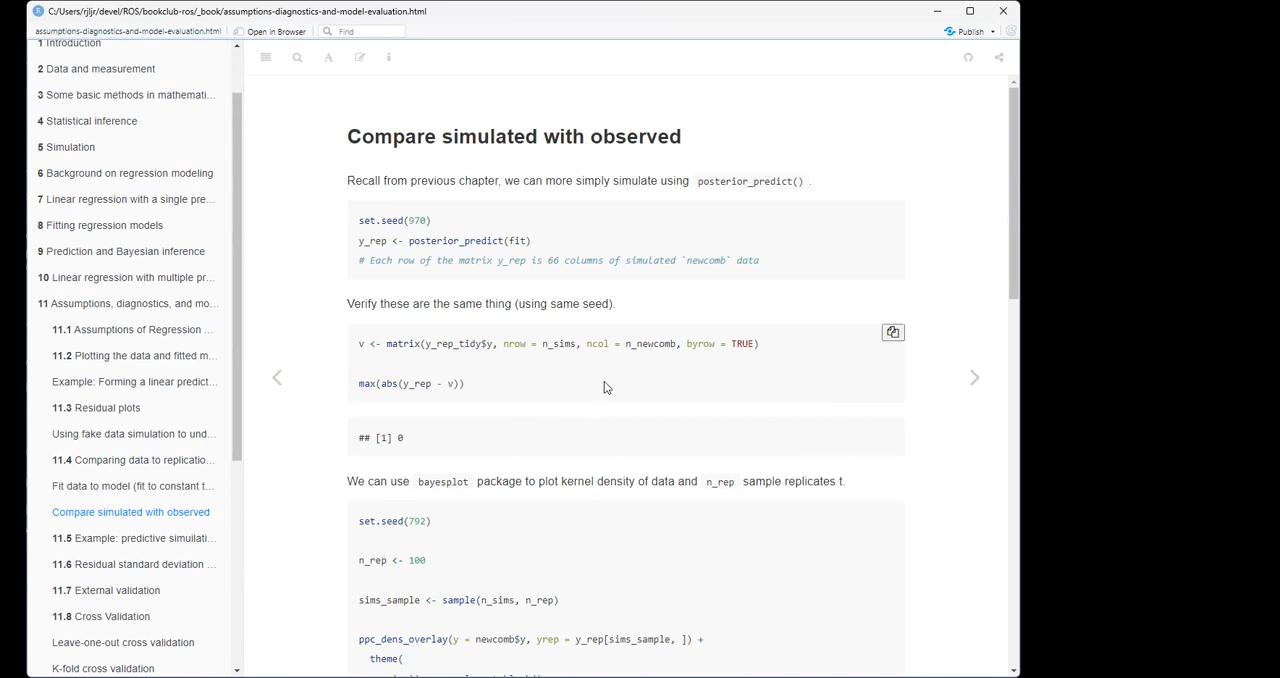 C:/Users/rjljr/devel/ROS/bookclub-ros/_book/assumptions-diagnostics-and-model-evaluation.html
assumptions-diagnostics-and-model-evaluation.html
Open in Browser
Find
Publish
1 Introduction
2 Data and measurement
3 Some basic methods in mathemati...
4 Statistical inference
5 Simulation
6 Background on regression modeling
7 Linear regression with a single pre...
8 Fitting regression models
9 Prediction and Bayesian inference
10 Linear regression with multiple pr...
11 Assumptions, diagnostics, and mo...
11.1 Assumptions of Regression ...
11.2 Plotting the data and fitted m...
Example: Forming a linear predict...
11.3 Residual plots
Using fake data simulation to und...
11.4 Comparing data to replicatio...
Fit data to model (fit to constant t...
Compare simulated with observed
11.5 Example: predictive simuilati...
11.6 Residual standard deviation ...
11.7 External validation
11.8 Cross Validation
Leave-one-out cross validation
K-fold cross validation
Compare simulated with observed
Recall from previous chapter, we can more simply simulate using posterior_predict() .
set.seed(970)
y_rep <- posterior_predict(fit)
# Each row of the matrix y_rep is 66 columns of simulated `newcomb` data
Verify these are the same thing (using same seed).
v <- matrix(y_rep_tidy$y, nrow = n_sims, ncol = n_newcomb, byrow = TRUE)
max(abs(y_rep - v))
## [1] 0
We can use bayesplot package to plot kernel density of data and n_rep sample replicates t.
set.seed(792)
n_rep <- 100
sims_sample <- sample(n_sims, n_rep)
ppc_dens_overlay(y = newcomb$y, yrep = y_rep[sims_sample, ]) +
theme(